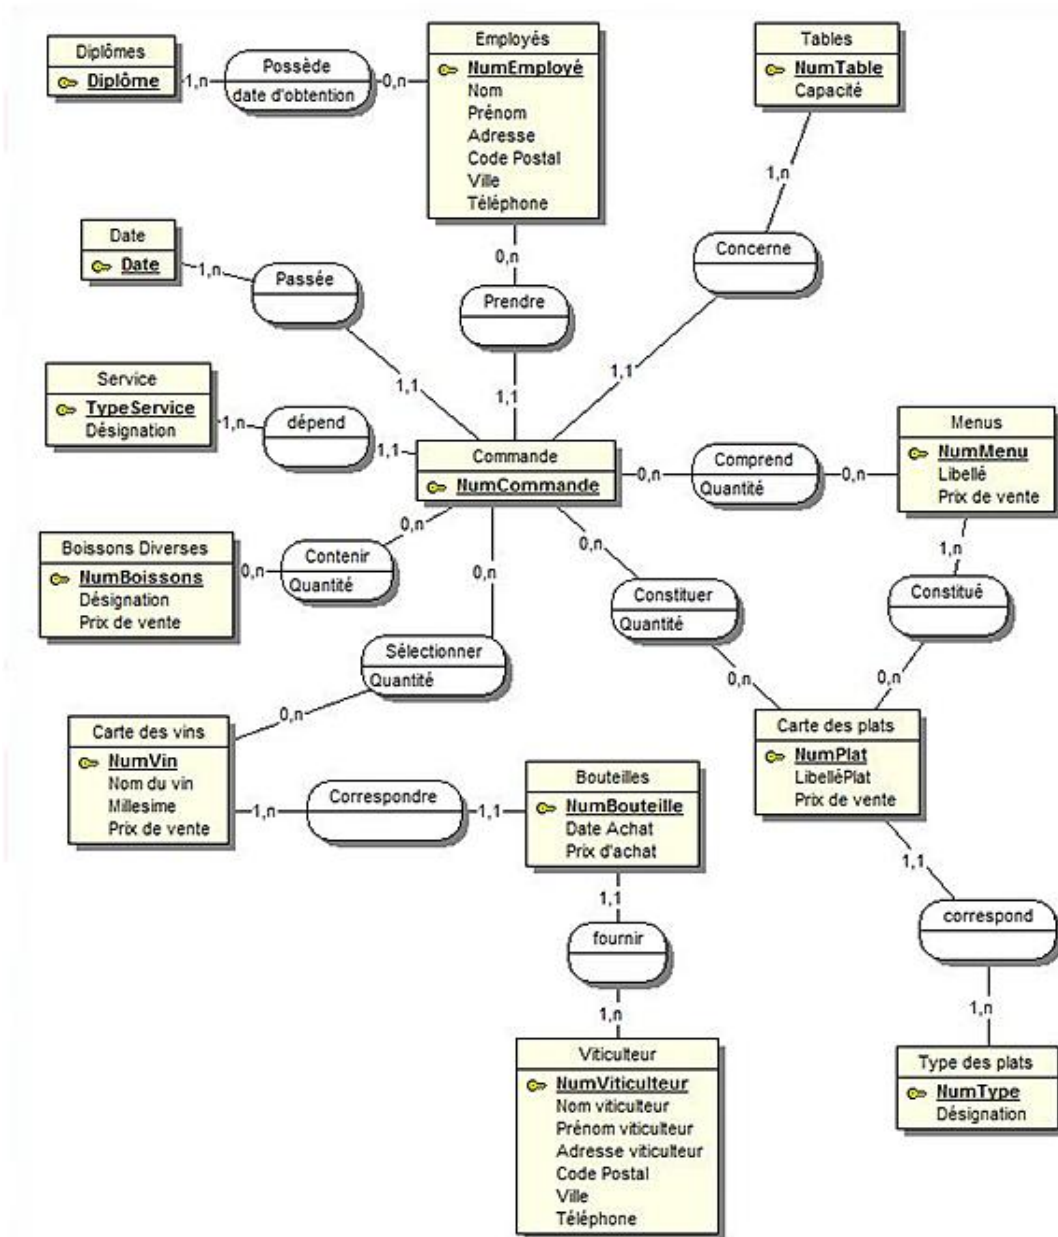 Diplômes
Diplôme
1,n
Possède
date d'obtention
0,n
Employés
NumEmployé
Nom
Prénom
Adresse
Code Postal
Ville
Téléphone
Tables
NumTable
Capacité
1,n
Concerne
1,1
Date
Date
1,n
Passée
1,1
0,n
Prendre
1,1
Service
TypeService
Désignation
1,n
dépend
1,1
Commande
NumCommande
0,n
Comprend
Quantité
0,n
Menus
NumMenu
Libellé
Prix de vente
1,n
Constitué
0,n
Boissons Diverses
NumBoissons
Désignation
Prix de vente
0,n
Contenir
Quantité
0,n
0,n
Sélectionner
Quantité
0,n
0,n
Constituer
Quantité
0,n
Carte des vins
NumVin
Nom du vin
Millesime
Prix de vente
1,n
Correspondre
1,1
Bouteilles
NumBouteille
Date Achat
Prix d'achat
Carte des plats
NumPlat
LibelléPlat
Prix de vente
1,1
correspond
1,n
1,1
fournir
1,n
Viticulteur
NumViticulteur
Nom viticulteur
Prénom viticulteur
Adresse viticulteur
Code Postal
Ville
Téléphone
Type des plats
NumType
Désignation